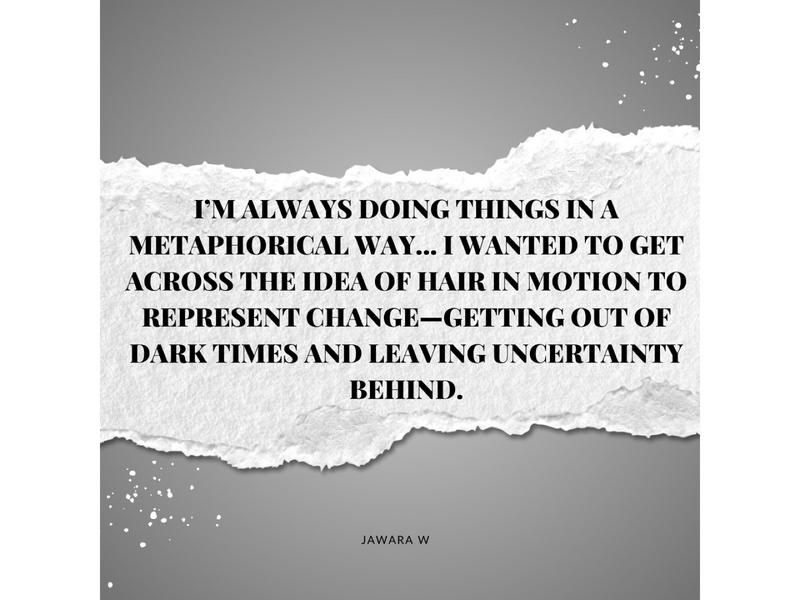 I’M ALWAYS DOING THINGS IN A
METAPHORICAL WAY... I WANTED TO GET
ACROSS THE IDEA OF HAIR IN MOTION TO
REPRESENT CHANGE—GETTING OUT OF
DARK TIMES AND LEAVING UNCERTAINTY
BEHIND.
JAWARA W